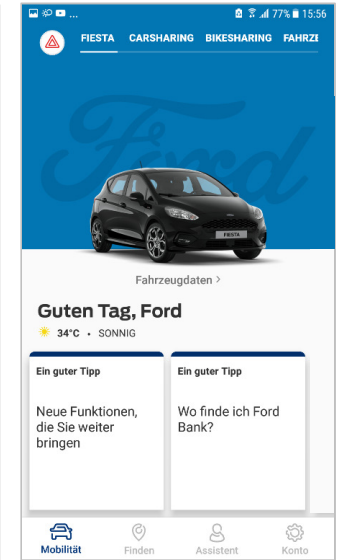 ... 77% 15:56
FIESTA CARSHARING BIKESHARING FAHRZE
Ford
FIESTA
Fahrzeugdaten >
Guten Tag, Ford
34°C • SONNIG
Ein guter Tipp
Neue Funktionen,
die Sie weiter
bringen
Ein guter Tipp
Wo finde ich Ford
Bank?
Mobilität Finden Assistent Konto